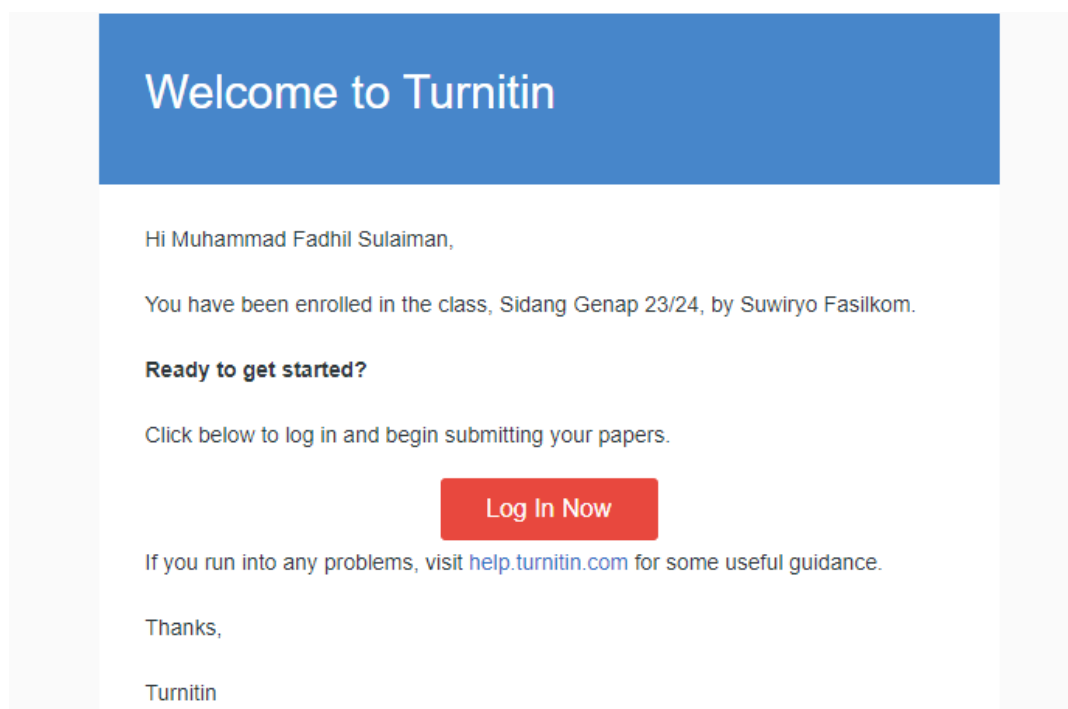 Welcome to Turnitin
Hi Muhammad Fadhil Sulaiman,
You have been enrolled in the class, Sidang Genap 23/24, by Suwiryo Fasilkom.
Ready to get started?
Click below to log in and begin submitting your papers.
Log In Now
If you run into any problems, visit help.turnitin.com for some useful guidance.
Thanks,
Turnitin